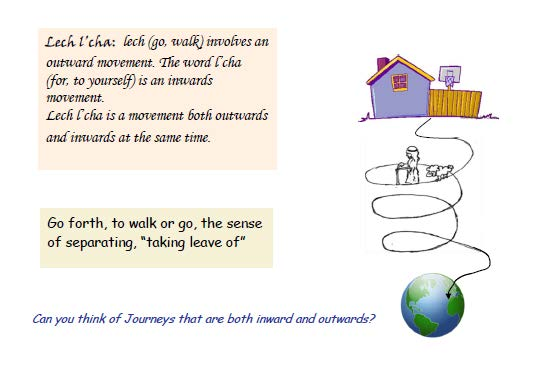 Lech l'cha: lech (go, walk) involves an
outward movement. The word l'cha
(for, to yourself) is an inwards
movement.
Lech l'cha is a movement both outwards
and inwards at the same time.
Go forth, to walk or go, the sense
of separating, “taking leave of”
Can you think of Journeys that are both inward and outwards?